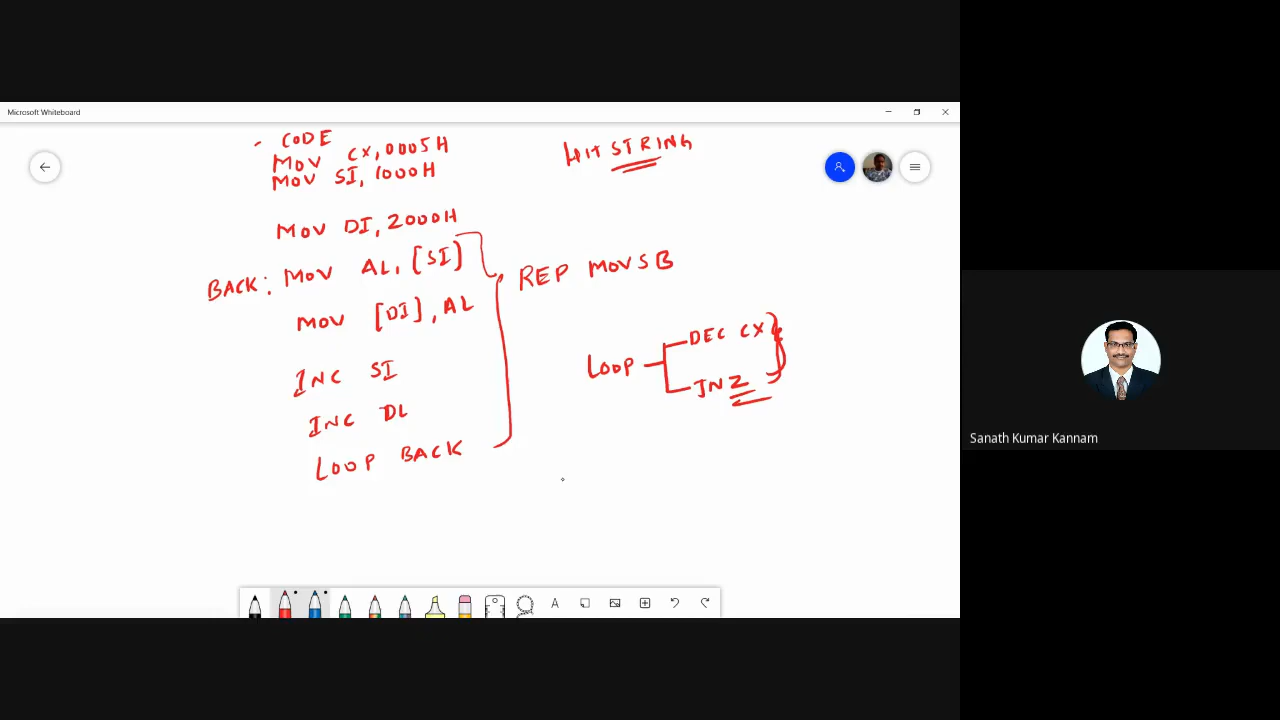 Microsoft Whiteboard
. CODE
MOV CX, 0005H
MOV SI, 1000H
MOV DI, 2000H
BACK: MOV AL, [SI]
MOV [DI], AL
INC SI
INC DI
LOOP BACK
STRING
REP MOVSB
LOOP
DEC CX
JNZ
A
Sanath Kumar Kannam